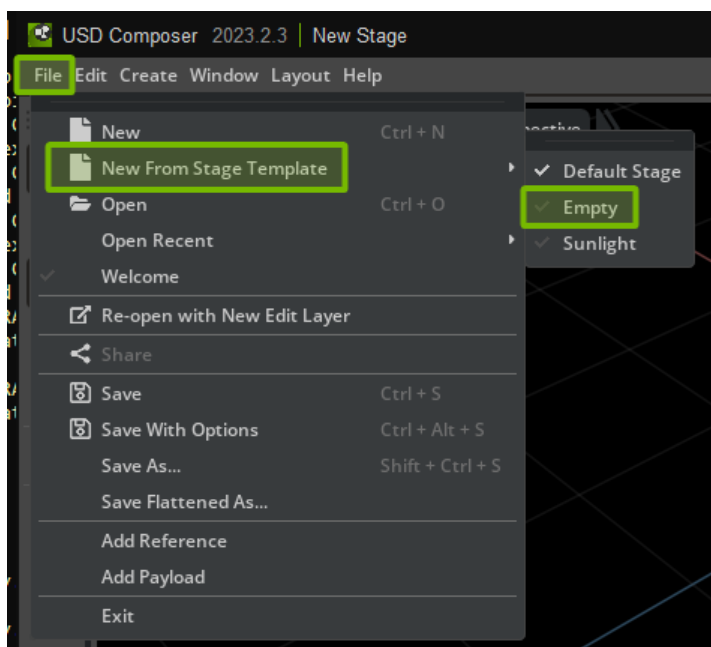 USD Composer 2023.2.3 | New Stage
File Edit Create Window Layout Help
New Ctrl + N
New From Stage Template
Default Stage
Open Ctrl + O
Empty
Open Recent
Sunlight
Welcome
Re-open with New Edit Layer
Share
Save Ctrl + S
Save With Options Ctrl + Alt + S
Save As... Shift + Ctrl + S
Save Flattened As...
Add Reference
Add Payload
Exit